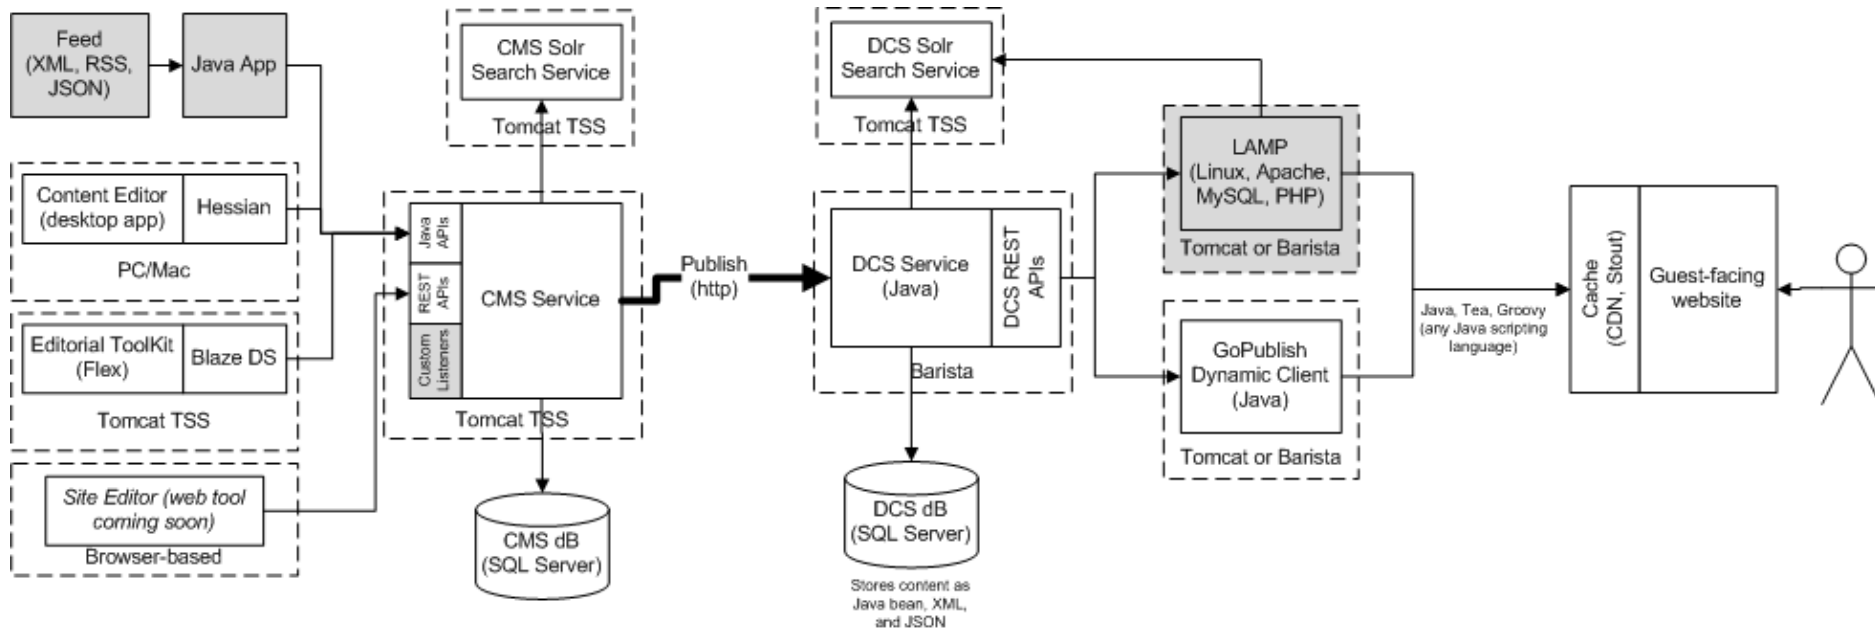 Feed
(XML, RSS,
JSON)
Java App
Content Editor
(desktop app)
Hessian
PC/Mac
Editorial ToolKit
(Flex)
Blaze DS
Tomcat TSS
Site Editor (web tool
coming soon)
Browser-based
CMS Solr
Search Service
Tomcat TSS
Java
APIs
REST
APIs
Custom
Listeners
CMS Service
Tomcat TSS
CMS dB
(SQL Server)
Publish
(http)
DCS Solr
Search Service
Tomcat TSS
DCS Service
(Java)
DCS REST
APIs
Barista
DCS dB
(SQL Server)
Stores content as
Java bean, XML,
and JSON
LAMP
(Linux, Apache,
MySQL, PHP)
Tomcat or Barista
GoPublish
Dynamic Client
(Java)
Tomcat or Barista
Java, Tea, Groovy
(any Java scripting
language)
Cache
(CDN, Stout)
Guest-facing
website